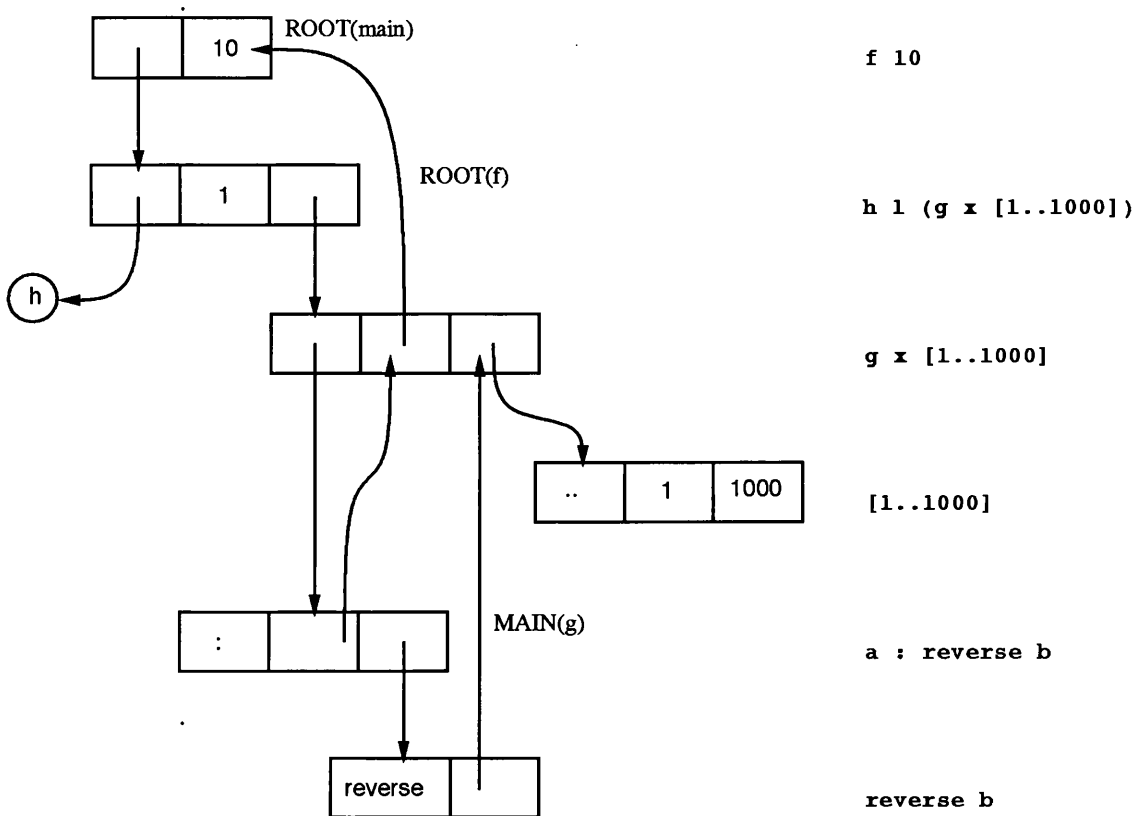 10
ROOT(main)
f 10
1
ROOT(f)
h 1 (g x [1..1000])
h
g x [1..1000]
.. 1 1000
[1..1000]
:
MAIN(g)
a : reverse b
reverse
reverse b